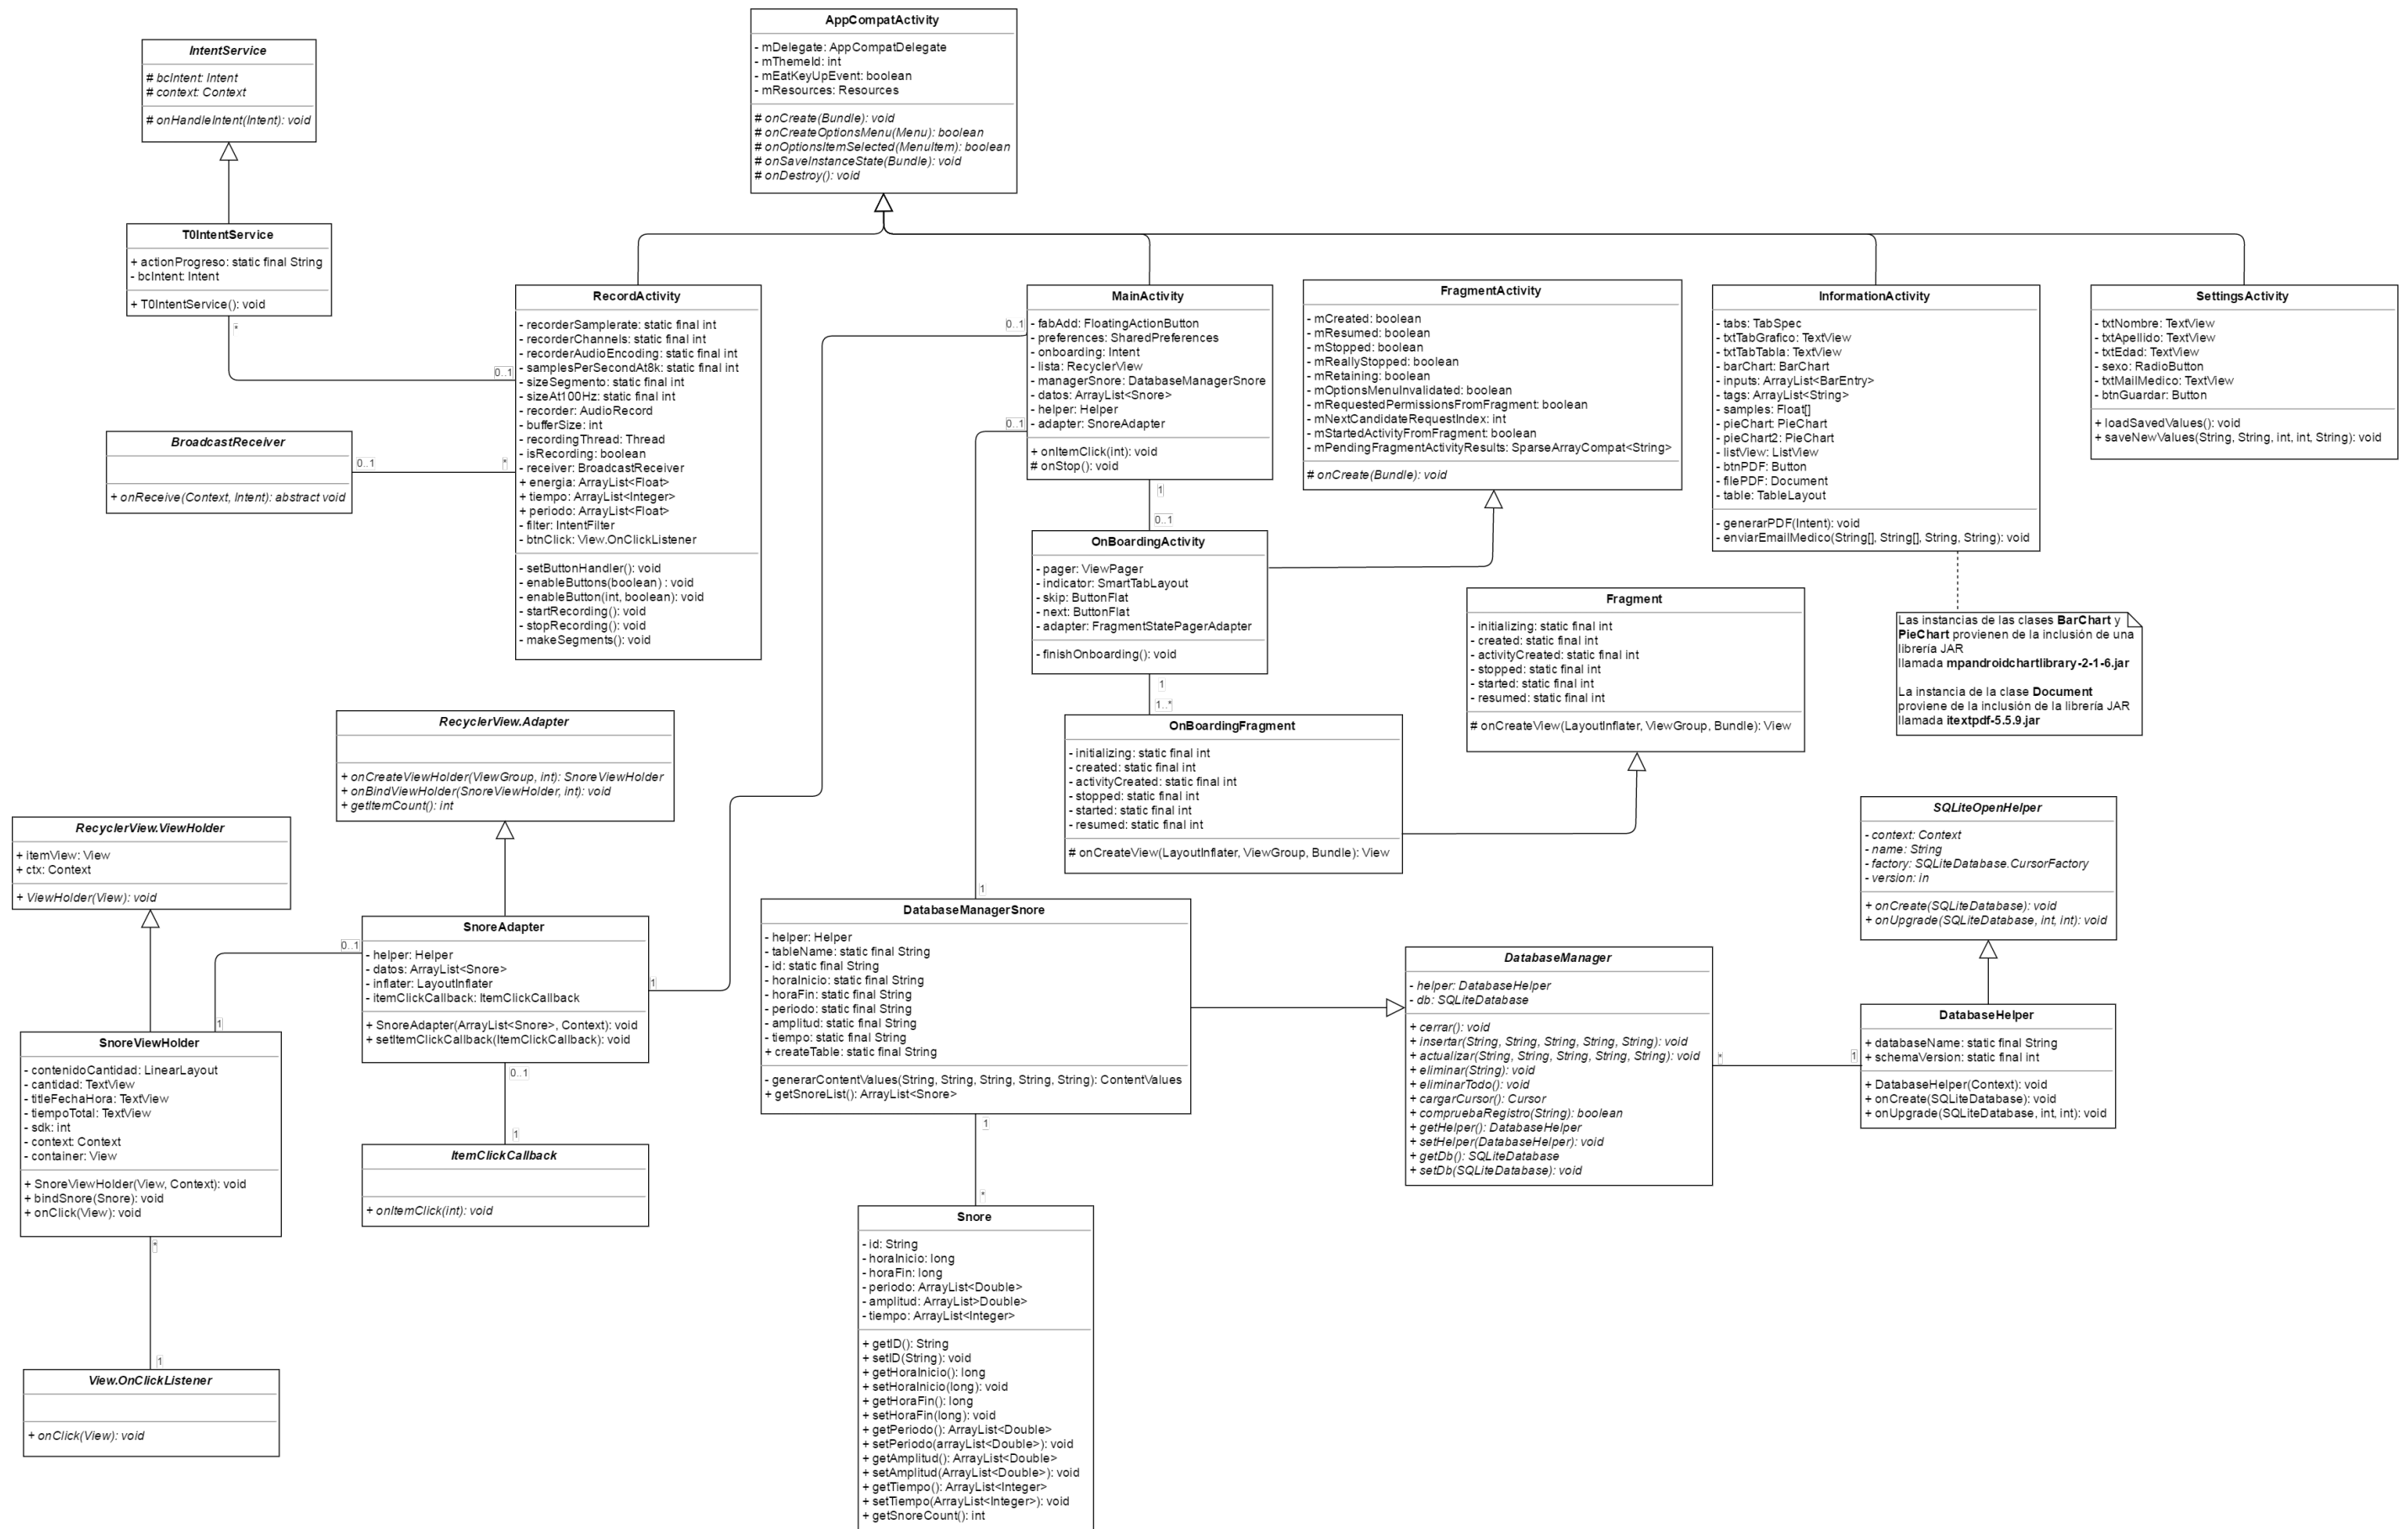 AppCompatActivity
- mDelegate: AppCompatDelegate
- mThemeId: int
- mEatKeyUpEvent: boolean
- mResources: Resources
# onCreate(Bundle): void
# onCreateOptionsMenu(Menu): boolean
# onOptionsItemSelected(MenuItem): boolean
# onSaveInstanceState(Bundle): void
# onDestroy(): void
IntentService
# bcIntent: Intent
# context: Context
# onHandleIntent(Intent): void
T0IntentService
+ actionProgreso: static final String
- bcIntent: Intent
+ T0IntentService(): void
*
0..1
BroadcastReceiver
+ onReceive(Context, Intent): abstract void
0..1
*
RecordActivity
- recorderSamplerate: static final int
- recorderChannels: static final int
- recorderAudioEncoding: static final int
- samplesPerSecondAt8k: static final int
- sizeSegmento: static final int
- sizeAt100Hz: static final int
- recorder: AudioRecord
- bufferSize: int
- recordingThread: Thread
- isRecording: boolean
- receiver: BroadcastReceiver
+ energia: ArrayList<Float>
+ tiempo: ArrayList<Integer>
+ periodo: ArrayList<Float>
- filter: IntentFilter
- btnClick: View.OnClickListener
- setButtonHandler(): void
- enableButtons(boolean) : void
- enableButton(int, boolean): void
- startRecording(): void
- stopRecording(): void
- makeSegments(): void
MainActivity
- fabAdd: FloatingActionButton
- preferences: SharedPreferences
- onboarding: Intent
- lista: RecyclerView
- managerSnore: DatabaseManagerSnore
- datos: ArrayList<Snore>
- helper: Helper
- adapter: SnoreAdapter
+ onItemClick(int): void
# onStop(): void
0..1
0..1
1
0..1
FragmentActivity
- mCreated: boolean
- mResumed: boolean
- mStopped: boolean
- mReallyStopped: boolean
- mRetaining: boolean
- mOptionsMenuInvalidated: boolean
- mRequestedPermissionsFromFragment: boolean
- mNextCandidateRequestIndex: int
- mStartedActivityFromFragment: boolean
- mPendingFragmentActivityResults: SparseArrayCompat<String>
# onCreate(Bundle): void
InformationActivity
- tabs: TabSpec
- txtTabGrafico: TextView
- txtTabTabla: TextView
- barChart: BarChart
- inputs: ArrayList<BarEntry>
- tags: ArrayList<String>
- samples: Float[]
- pieChart: PieChart
- pieChart2: PieChart
- listView: ListView
- btnPDF: Button
- filePDF: Document
- table: TableLayout
- generarPDF(Intent): void
- enviarEmailMedico(String[], String[], String, String): void
SettingsActivity
- txtNombre: TextView
- txtApellido: TextView
- txtEdad: TextView
- sexo: RadioButton
- txtMailMedico: TextView
- btnGuardar: Button
+ loadSavedValues(): void
+ saveNewValues(String, String, int, int, String): void
OnBoardingActivity
- pager: ViewPager
- indicator: SmartTabLayout
- skip: ButtonFlat
- next: ButtonFlat
- adapter: FragmentStatePagerAdapter
- finishOnboarding(): void
1
1..*
Fragment
- initializing: static final int
- created: static final int
- activityCreated: static final int
- stopped: static final int
- started: static final int
- resumed: static final int
# onCreateView(LayoutInflater, ViewGroup, Bundle): View
Las instancias de las clases BarChart y
PieChart provienen de la inclusión de una
librería JAR
llamada mpandroidchartlibrary-2-1-6.jar
La instancia de la clase Document
proviene de la inclusión de la librería JAR
llamada itextpdf-5.5.9.jar
OnBoardingFragment
- initializing: static final int
- created: static final int
- activityCreated: static final int
- stopped: static final int
- started: static final int
- resumed: static final int
# onCreateView(LayoutInflater, ViewGroup, Bundle): View
RecyclerView.Adapter
+ onCreateViewHolder(ViewGroup, int): SnoreViewHolder
+ onBindViewHolder(SnoreViewHolder, int): void
+ getItemCount(): int
RecyclerView.ViewHolder
+ itemView: View
+ ctx: Context
+ ViewHolder(View): void
SQLiteOpenHelper
- context: Context
- name: String
- factory: SQLiteDatabase.CursorFactory
- version: in
+ onCreate(SQLiteDatabase): void
+ onUpgrade(SQLiteDatabase, int, int): void
SnoreAdapter
- helper: Helper
- datos: ArrayList<Snore>
- inflater: LayoutInflater
- itemClickCallback: ItemClickCallback
+ SnoreAdapter(ArrayList<Snore>, Context): void
+ setItemClickCallback(ItemClickCallback): void
0..1
1
1
0..1
1
1
DatabaseManagerSnore
- helper: Helper
- tableName: static final String
- id: static final String
- horaInicio: static final String
- horaFin: static final String
- periodo: static final String
- amplitud: static final String
- tiempo: static final String
+ createTable: static final String
- generarContentValues(String, String, String, String, String): ContentValues
+ getSnoreList(): ArrayList<Snore>
1
*
DatabaseManager
- helper: DatabaseHelper
- db: SQLiteDatabase
+ cerrar(): void
+ insertar(String, String, String, String, String): void
+ actualizar(String, String, String, String, String): void
+ eliminar(String): void
+ eliminarTodo(): void
+ cargarCursor(): Cursor
+ compruebaRegistro(String): boolean
+ getHelper(): DatabaseHelper
+ setHelper(DatabaseHelper): void
+ getDb(): SQLiteDatabase
+ setDb(SQLiteDatabase): void
*
1
DatabaseHelper
+ databaseName: static final String
+ schemaVersion: static final int
+ DatabaseHelper(Context): void
+ onCreate(SQLiteDatabase): void
+ onUpgrade(SQLiteDatabase, int, int): void
SnoreViewHolder
- contenidoCantidad: LinearLayout
- cantidad: TextView
- titleFechaHora: TextView
- tiempoTotal: TextView
- sdk: int
- context: Context
- container: View
+ SnoreViewHolder(View, Context): void
+ bindSnore(Snore): void
+ onClick(View): void
*
1
ItemClickCallback
+ onItemClick(int): void
View.OnClickListener
+ onClick(View): void
Snore
- id: String
- horaInicio: long
- horaFin: long
- periodo: ArrayList<Double>
- amplitud: ArrayList>Double>
- tiempo: ArrayList<Integer>
+ getID(): String
+ setID(String): void
+ getHoraInicio(): long
+ setHoraInicio(long): void
+ getHoraFin(): long
+ setHoraFin(long): void
+ getPeriodo(): ArrayList<Double>
+ setPeriodo(arrayList<Double>): void
+ getAmplitud(): ArrayList<Double>
+ setAmplitud(ArrayList<Double>): void
+ getTiempo(): ArrayList<Integer>
+ setTiempo(ArrayList<Integer>): void
+ getSnoreCount(): int